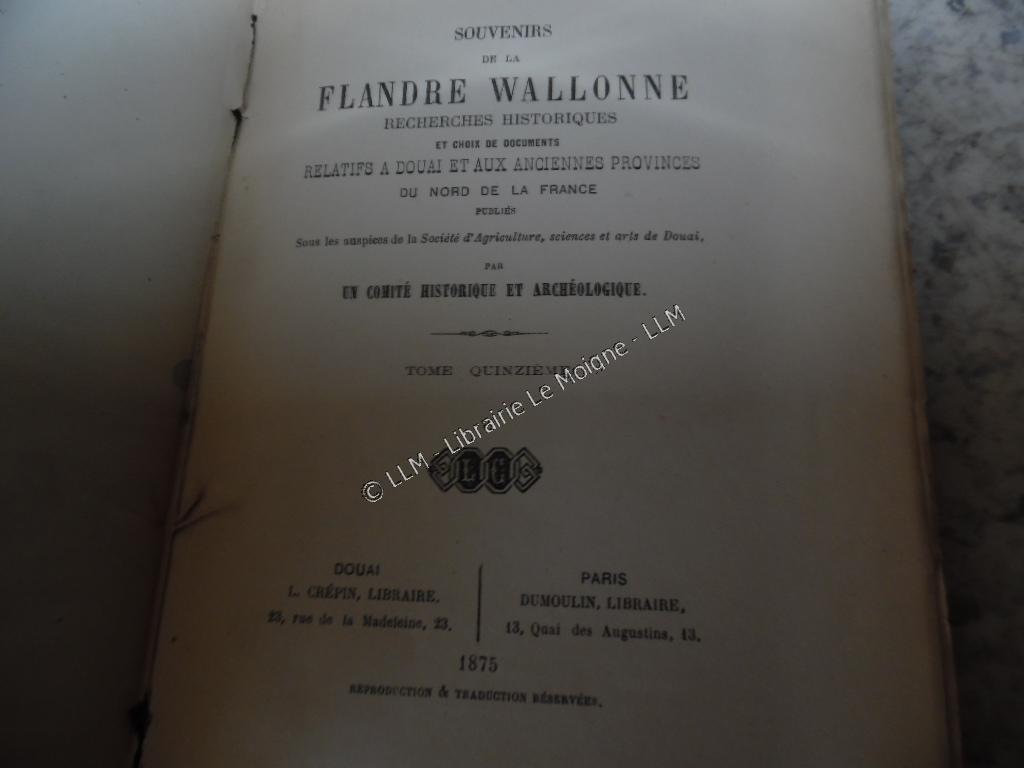 SOUVENIRS
DE LA
FLANDRE WALLONNE
RECHERCHES HISTORIQUES
ET CHOIX DE DOCUMENTS
RELATIFS A DOUAI ET AUX ANCIENNES PROVINCES
DU NORD DE LA FRANCE
PUBLIÉS
Sous les auspices de la Société d'Agriculture, sciences et arts de Douai,
PAR
UN COMITÉ HISTORIQUE ET ARCHÉOLOGIQUE.
TOME QUINZIÈME
© LLM - Librairie Le Moigne - LLM
LC
DOUAI
L. CRÉPIN, LIBRAIRE,
23, rue de la Madeleine, 23.
PARIS
DUMOULIN, LIBRAIRE,
13, Quai des Augustins, 13.
1875
REPRODUCTION & TRADUCTION RÉSERVÉES.